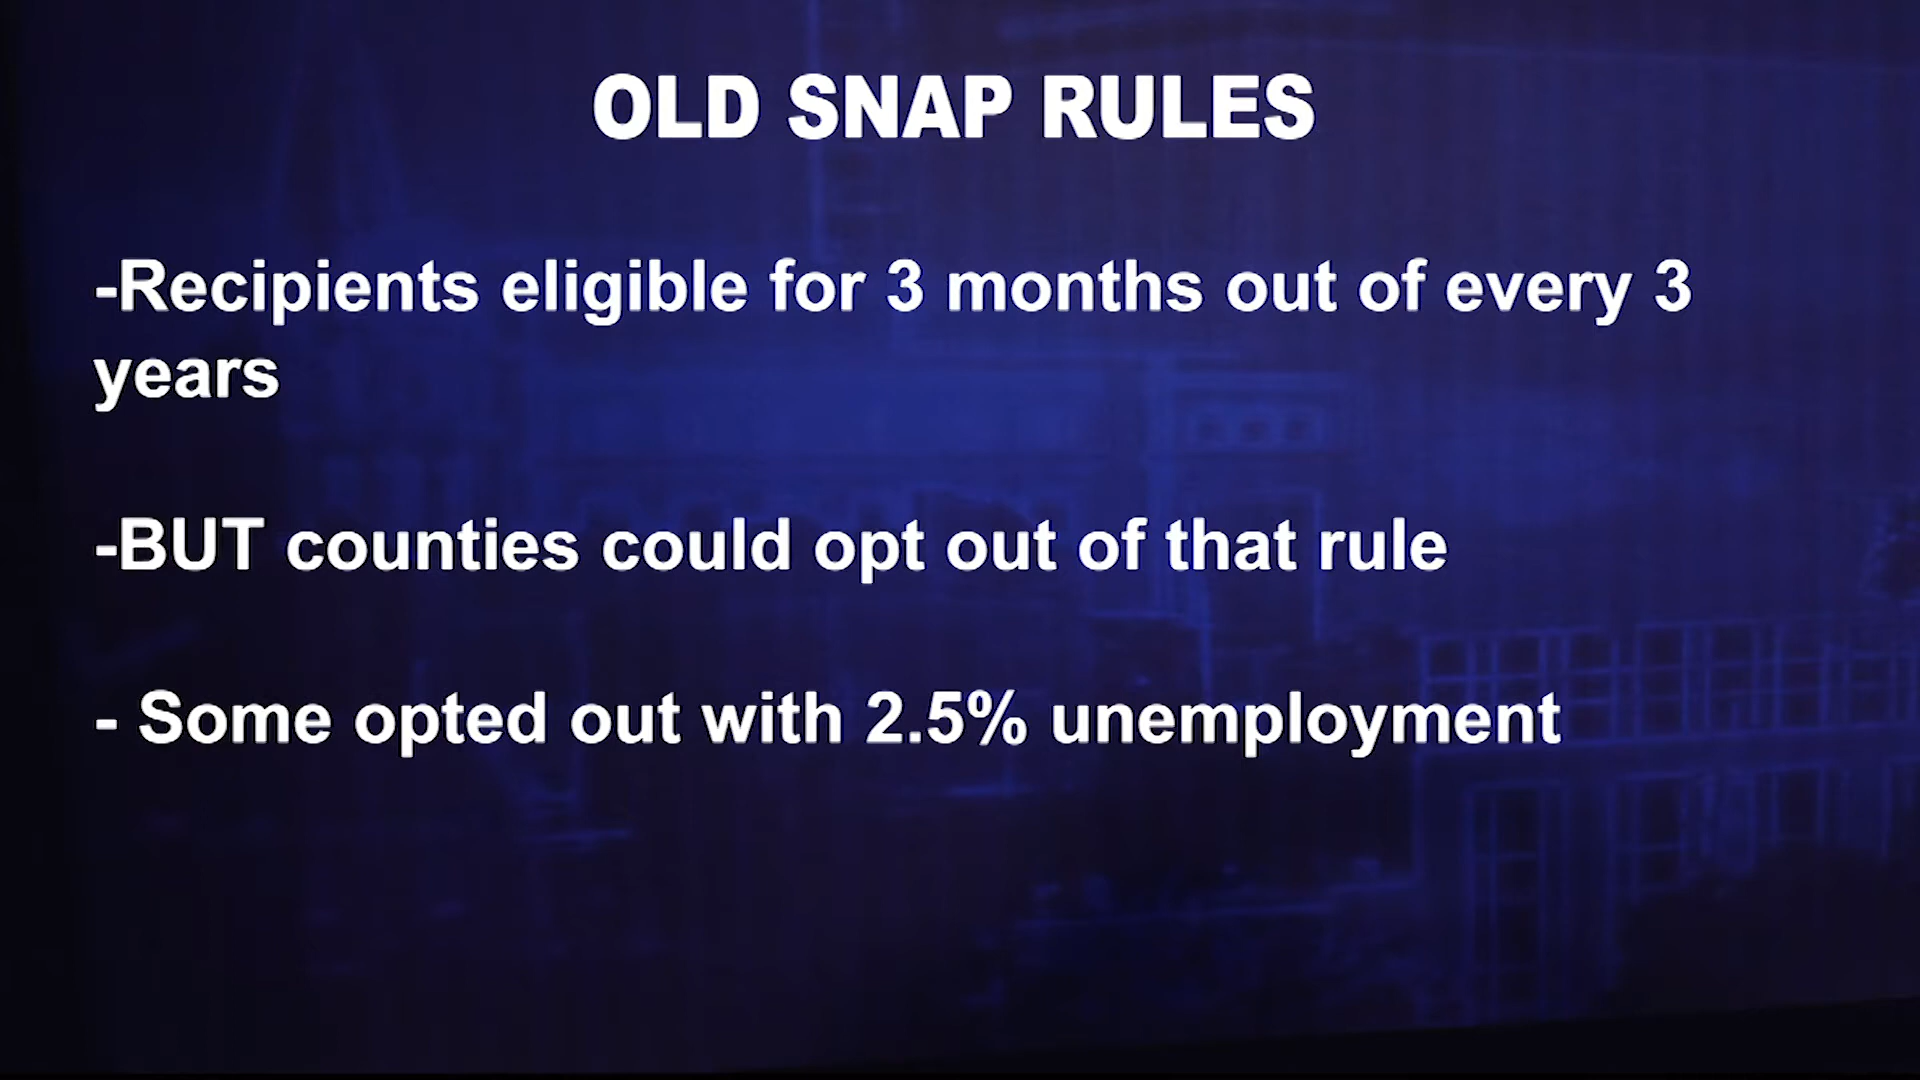 OLD SNAP RULES
-Recipients eligible for 3 months out of every 3
years
-BUT counties could opt out of that rule
- Some opted out with 2.5% unemployment